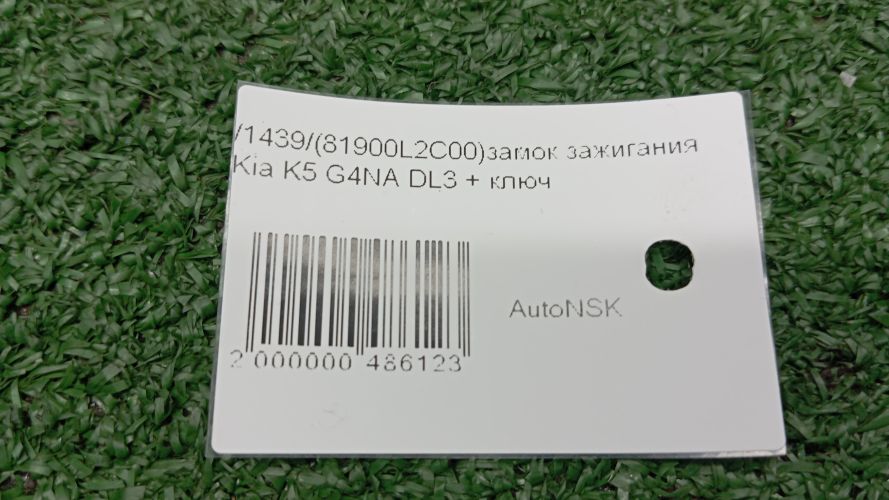 /1439/(81900L2C00)замок зажигания
Kia K5 G4NA DL3 + ключ
AutoNSK
2 000000 486123